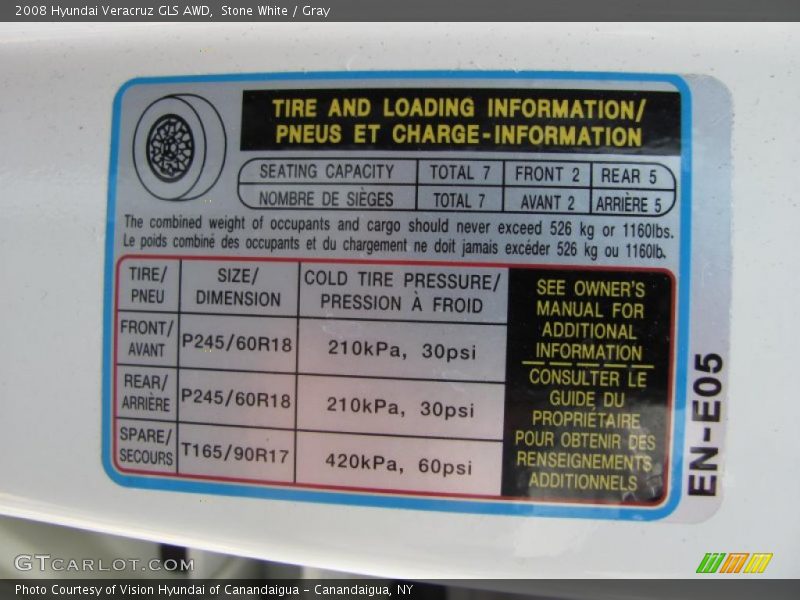 2008 Hyundai Veracruz GLS AWD, Stone White / Gray
TIRE AND LOADING INFORMATION/
PNEUS ET CHARGE-INFORMATION
SEATING CAPACITY TOTAL 7 FRONT 2 REAR 5
NOMBRE DE SIÈGES TOTAL 7 AVANT 2 ARRIÈRE 5
The combined weight of occupants and cargo should never exceed 526 kg or 1160lbs.
Le poids combiné des occupants et du chargement ne doit jamais excéder 526 kg ou 1160lb.
TIRE/
PNEU
SIZE/
DIMENSION
COLD TIRE PRESSURE/
PRESSION À FROID
FRONT/
AVANT
P245/60R18
210kPa, 30psi
REAR/
ARRIÈRE
P245/60R18
210kPa, 30psi
SPARE/
SECOURS
T165/90R17
420kPa, 60psi
SEE OWNER'S
MANUAL FOR
ADDITIONAL
INFORMATION
CONSULTER LE
GUIDE DU
PROPRIÉTAIRE
POUR OBTENIR DES
RENSEIGNEMENTS
ADDITIONNELS
EN-E05
GTCARLOT.COM
Photo Courtesy of Vision Hyundai of Canandaigua - Canandaigua, NY